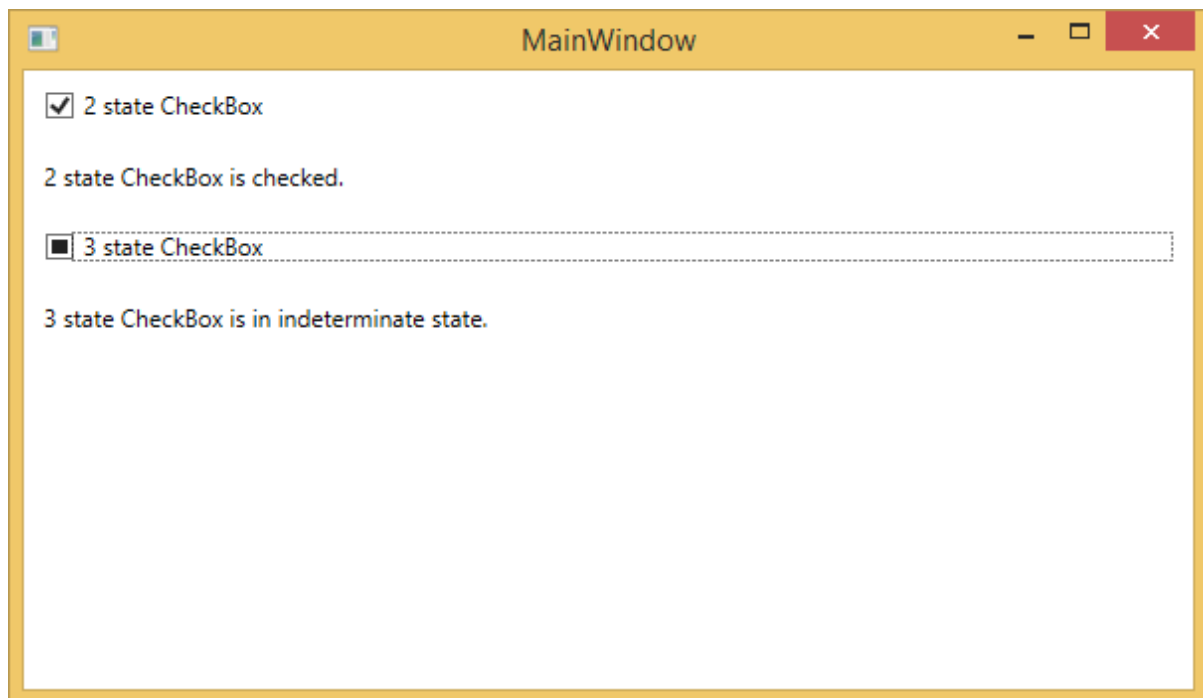 MainWindow
2 state CheckBox
2 state CheckBox is checked.
3 state CheckBox
3 state CheckBox is in indeterminate state.